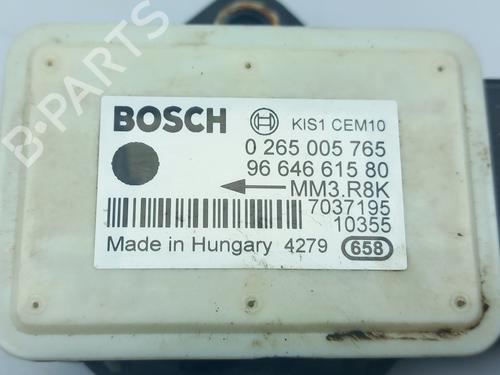 BOSCH KIS1 CEM10
0 265 005 765
96 646 615 80
MM3.R8K
7037195
10355
Made in Hungary 4279 658
B-PARTS